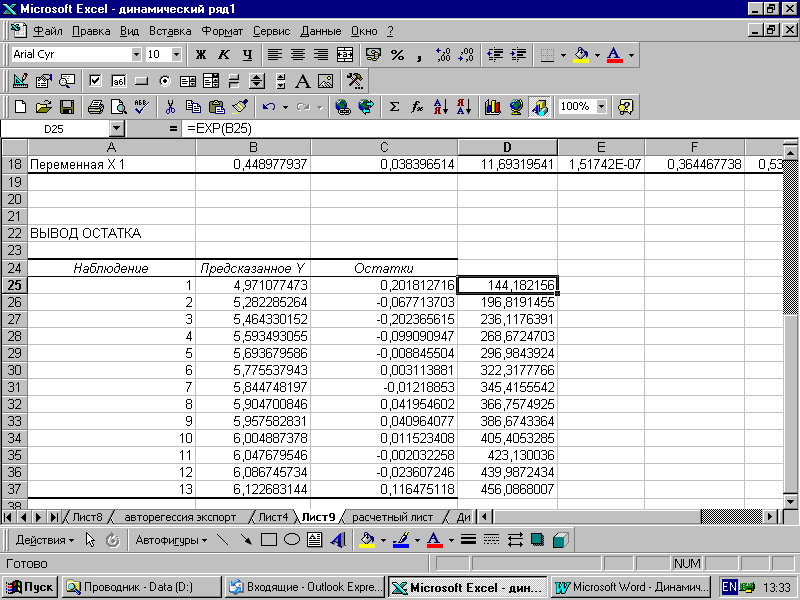 Microsoft Excel - динамический ряд1
Файл Правка Вид Вставка Формат Сервис Данные Окно ?
Arial Cyr 10 Ж К Ч % ,
100%
D25 = =EXP(B25)
A B C D E F
18 Переменная X 1 0,448977937 0,038396514 11,69319541 1,51742E-07 0,364467738 0,53
19
20
21
22 ВЫВОД ОСТАТКА
23
24 Наблюдение Предсказанное Y Остатки
25 1 4,971077473 0,201812716 144,182156
26 2 5,282285264 -0,067713703 196,8191455
27 3 5,464330152 -0,202365615 236,1176391
28 4 5,593493055 -0,099090947 268,6724703
29 5 5,693679586 -0,008845504 296,9843924
30 6 5,775537943 0,003113881 322,3177766
31 7 5,844748197 -0,01218853 345,4155542
32 8 5,904700846 0,041954602 366,7574925
33 9 5,957582831 0,040964077 386,6743364
34 10 6,004887378 0,011523408 405,4053285
35 11 6,047679546 -0,002032258 423,130036
36 12 6,086745734 -0,023607246 439,9872434
37 13 6,122683144 0,116475118 456,0868007
38
Лист8 авторегессия экспорт Лист4 Лист9 расчетный лист Ди
Действия Автофигуры
Готово NUM
Пуск Проводник - Data (D:) Входящие - Outlook Expre... Microsoft Excel - дин... Microsoft Word - Динамич... EN 13:33